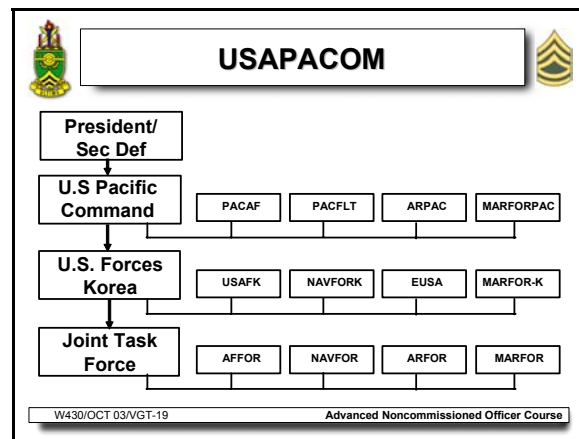 USAPACOM
President/
Sec Def
U.S Pacific
Command
PACAF
PACFLT
ARPAC
MARFORPAC
U.S. Forces
Korea
USAFK
NAVFORK
EUSA
MARFOR-K
Joint Task
Force
AFFOR
NAVFOR
ARFOR
MARFOR
W430/OCT 03/VGT-19
Advanced Noncommissioned Officer Course